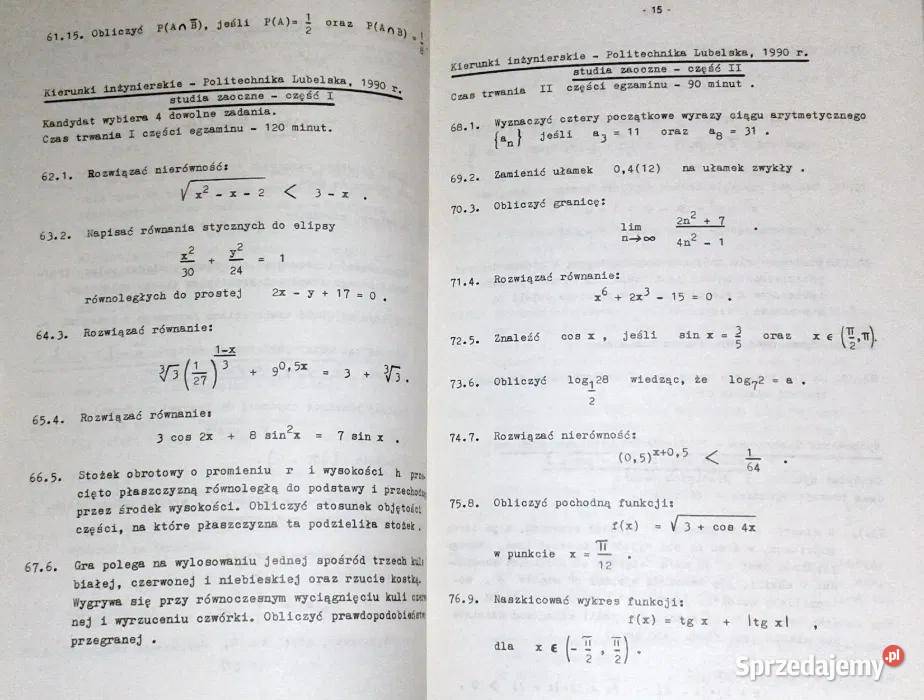 61.15. Obliczyć P(A∩B̅), jeśli P(A)= 1/2 oraz P(A∩B) = 1/8
Kierunki inżynierskie - Politechnika Lubelska, 1990 r.
studia zaoczne - część I
Kandydat wybiera 4 dowolne zadania.
Czas trwania I części egzaminu - 120 minut.
62.1. Rozwiązać nierówność:
√(x² - x - 2) < 3 - x .
63.2. Napisać równania stycznych do elipsy
x²/30 + y²/24 = 1
równoległych do prostej 2x - y + 17 = 0 .
64.3. Rozwiązać równanie:
∛3 (1/27)^((1-x)/3) + 9^(0,5x) = 3 + ∛3 .
65.4. Rozwiązać równanie:
3 cos 2x + 8 sin²x = 7 sin x .
66.5. Stożek obrotowy o promieniu r i wysokości h prze-
cięto płaszczyzną równoległą do podstawy i
przez środek wysokości. Obliczyć stosunek objętości
części, na które płaszczyzna ta podzieliła stożek.
67.6. Gra polega na wylosowaniu jednej spośród trzech kul:
białej, czerwonej i niebieskiej oraz rzucie kostką.
Wygrywa się przy równoczesnym wyciągnięciu kuli
nej i wyrzuceniu czwórki. Obliczyć
przegranej .
- 15 -
Kierunki inżynierskie - Politechnika Lubelska, 1990 r.
studia zaoczne - część II
Czas trwania II części egzaminu - 90 minut .
68.1. Wyznaczyć cztery początkowe wyrazy ciągu arytmetycznego
{aₙ} jeśli a₃ = 11 oraz a₈ = 31 .
69.2. Zamienić ułamek 0,4(12) na ułamek zwykły .
70.3. Obliczyć granicę:
lim n→∞ (2n² + 7)/(4n² - 1) .
71.4. Rozwiązać równanie:
x⁶ + 2x³ - 15 = 0 .
72.5. Znaleźć cos x , jeśli sin x = 3/5 oraz x ∈ (π/2,π).
73.6. Obliczyć log_(1/2) 28 wiedząc, że log₇2 = a .
74.7. Rozwiązać nierówność:
(0,5)^(x+0,5) < 1/64 .
75.8. Obliczyć pochodną funkcji:
f(x) = √(3 + cos 4x)
w punkcie x = π/12 .
76.9. Naszkicować wykres funkcji:
f(x) = tg x + |tg x| ,
dla x ∈ (- π/2 , π/2) .
Sprzedajemy.pl